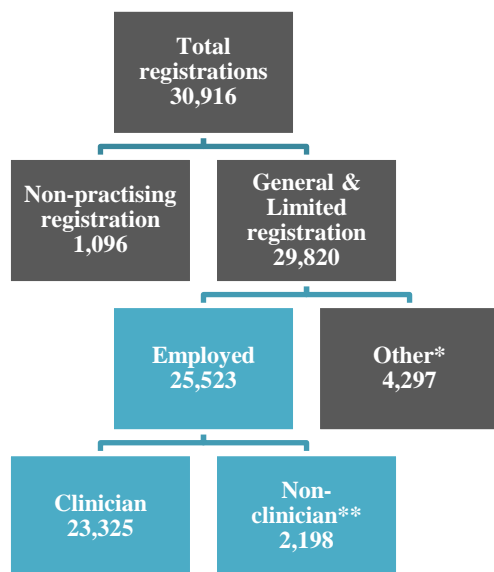 Total
registrations
30,916
Non-practising
registration
1,096
General &
Limited
registration
29,820
Employed
25,523
Other*
4,297
Clinician
23,325
Non-
clinician**
2,198